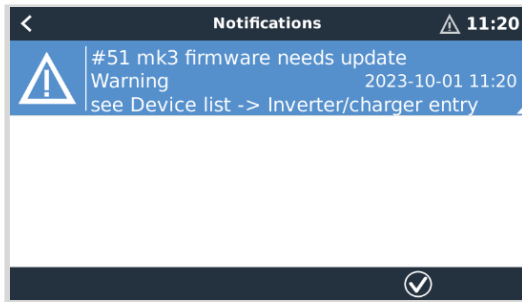 Notifications 11:20
#51 mk3 firmware needs update
Warning 2023-10-01 11:20
see Device list -> Inverter/charger entry